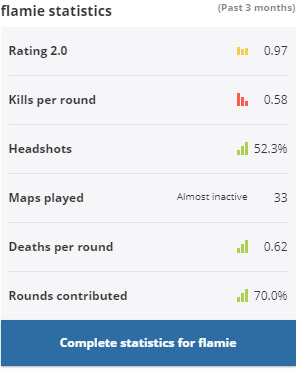 flamie statistics (Past 3 months)
Rating 2.0 0.97
Kills per round 0.58
Headshots 52.3%
Maps played Almost inactive 33
Deaths per round 0.62
Rounds contributed 70.0%
Complete statistics for flamie